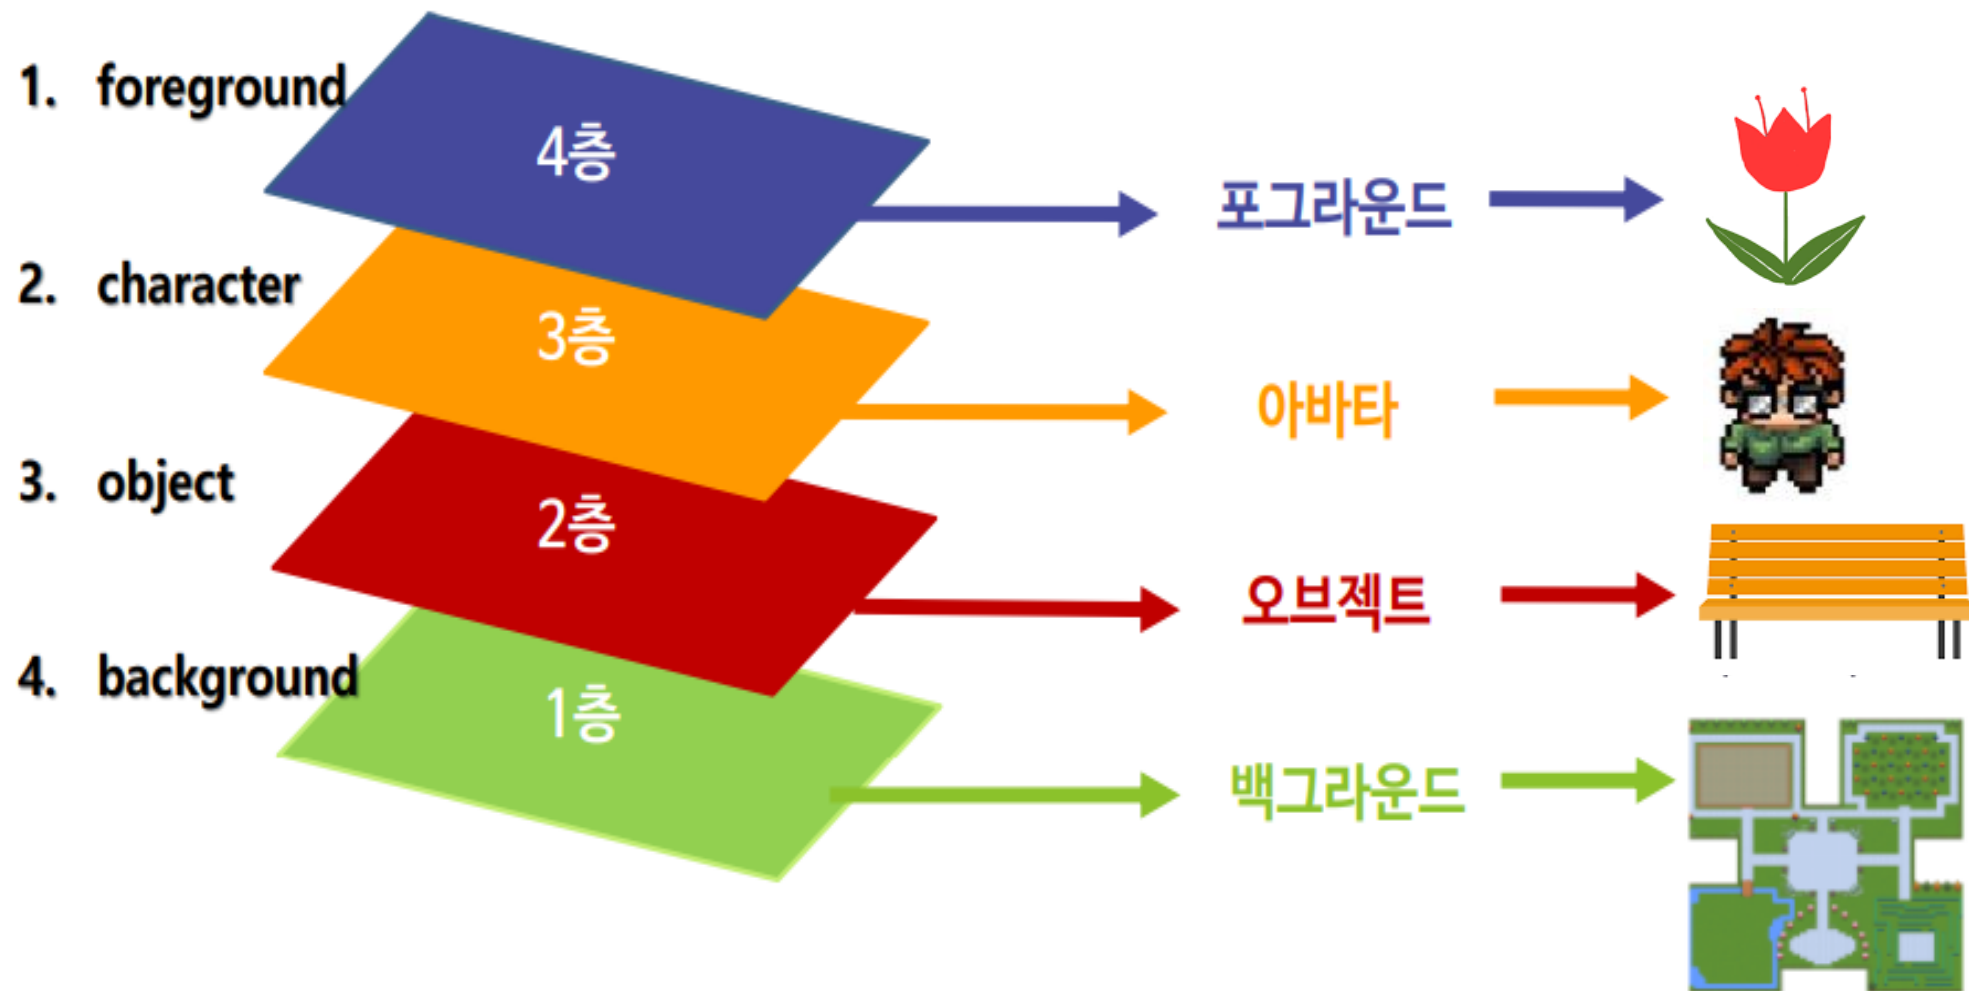 1. foreground
4층
포그라운드
2. character
3층
아바타
3. object
2층
오브젝트
4. background
1층
백그라운드